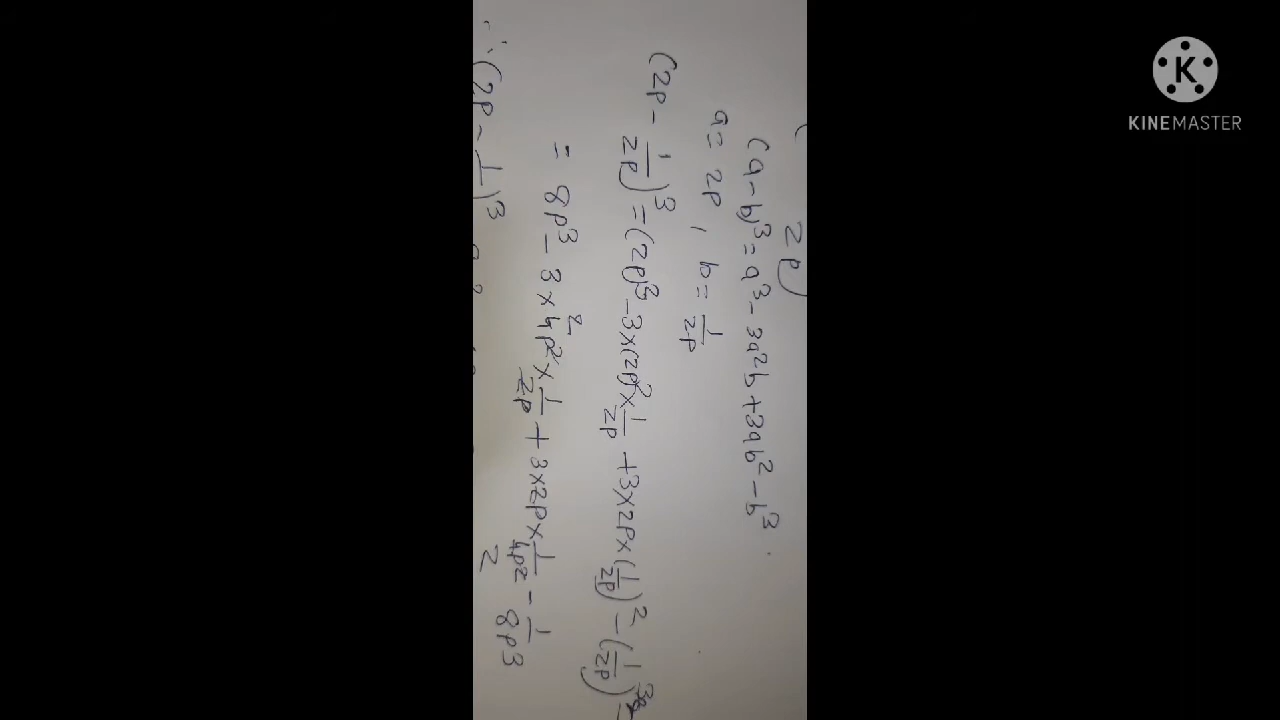 2p)
(a-b)³ = a³ - 3a²b + 3ab² - b³.
a = 2p , b = 1/2p
(2p - 1/2p)³ = (2p)³ - 3×(2p)² × 1/2p + 3×2p×(1/2p)² - (1/2p)³
= 8p³ - 3×4p² × 1/2p + 3×2p× 1/4p² - 1/8p³
2
2
∴ (2p - 1/)³
KINEMASTER